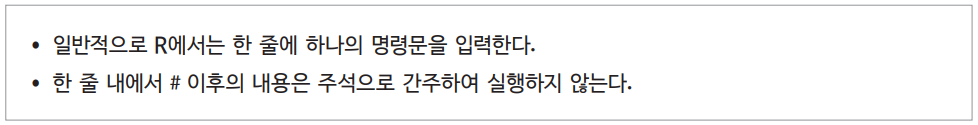 • 일반적으로 R에서는 한 줄에 하나의 명령문을 입력한다.
• 한 줄 내에서 # 이후의 내용은 주석으로 간주하여 실행하지 않는다.